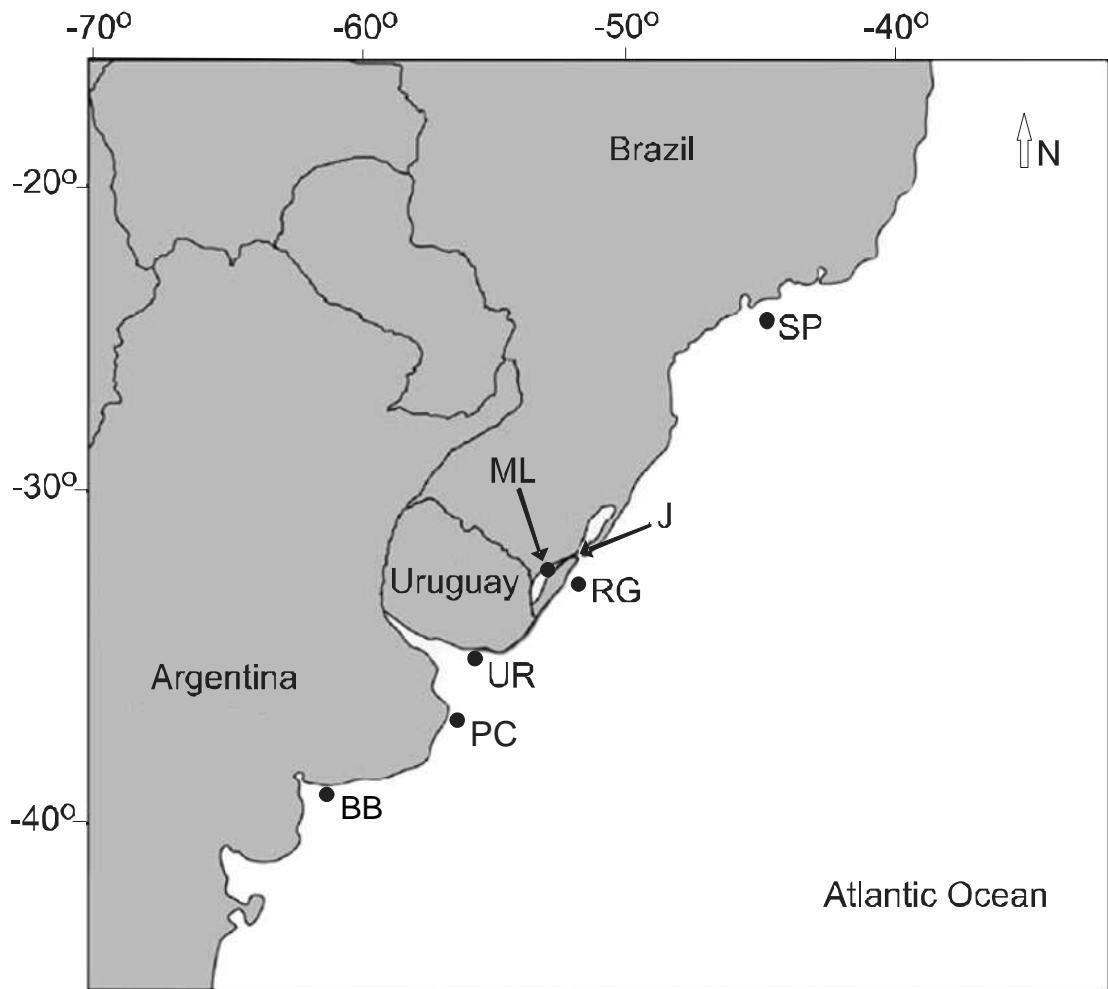 -70º -60º -50º -40º
Brazil
N
-20º
SP
ML
-30º
J
Uruguay
RG
Argentina
UR
PC
BB
-40º
Atlantic Ocean